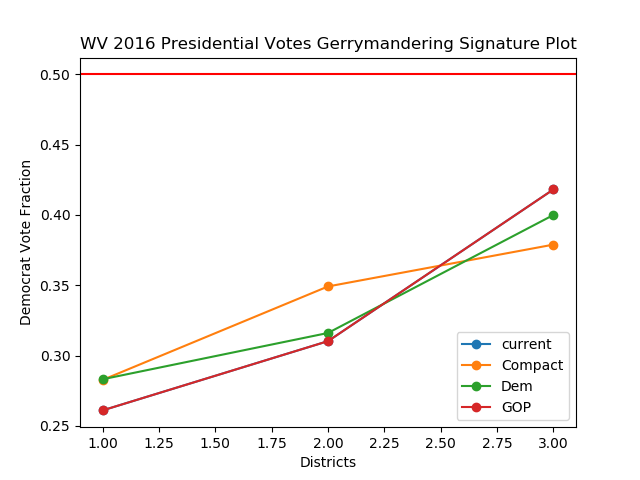 WV 2016 Presidential Votes Gerrymandering Signature Plot
0.50
0.45
0.40
0.35
0.30
0.25
Democrat Vote Fraction
current
Compact
Dem
GOP
1.00 1.25 1.50 1.75 2.00 2.25 2.50 2.75 3.00
Districts